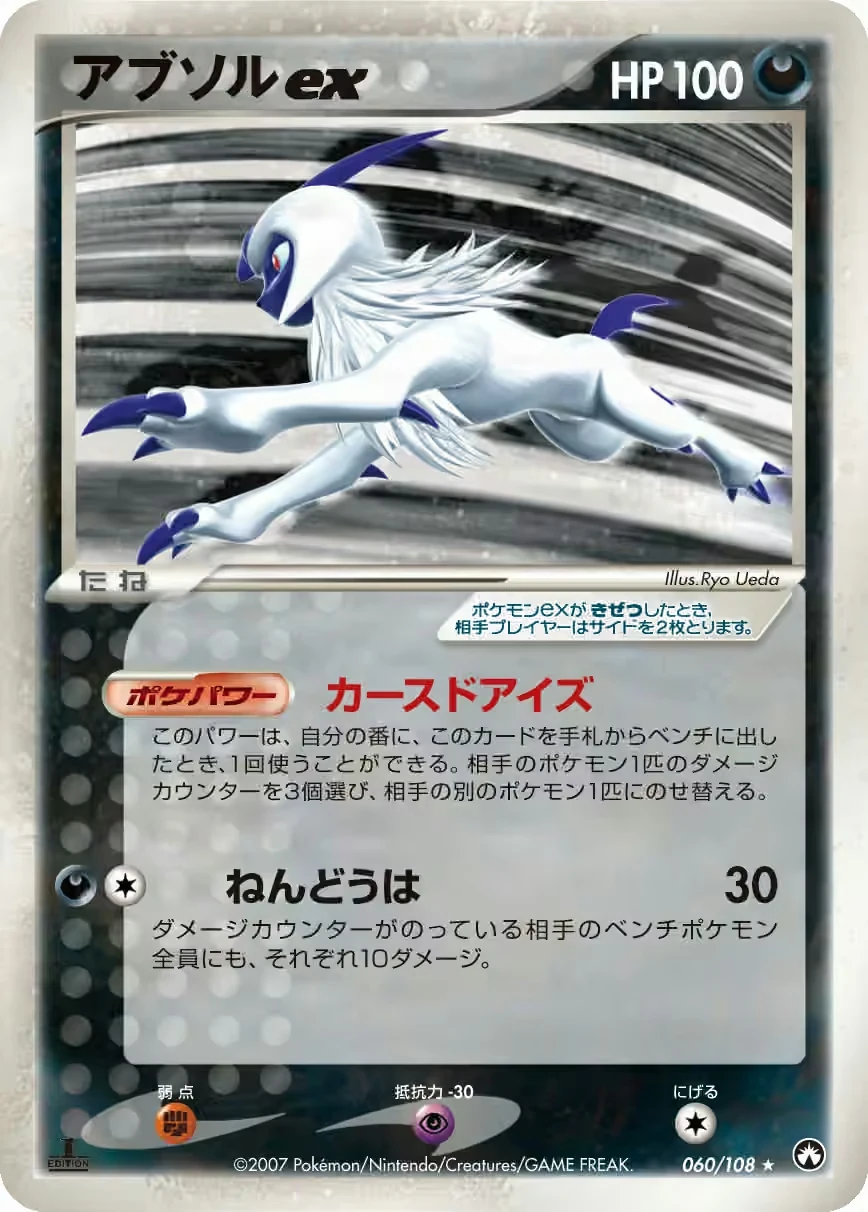 アブソルex HP100
たね Illus.Ryo Ueda
ポケモンexが きぜつしたとき、
相手プレイヤーはサイドを2枚とります。
ポケパワー カースドアイズ
このパワーは、自分の番に、このカードを手札からベンチに出し
たとき、1回使うことができる。相手のポケモン1匹のダメージ
カウンターを3個選び、相手の別のポケモン1匹にのせ替える。
ねんどうは 30
ダメージカウンターがのっている相手のベンチポケモン
全員にも、それぞれ10ダメージ。
弱点 抵抗力 -30 にげる
1
EDITION
©2007 Pokémon/Nintendo/Creatures/GAME FREAK. 060/108 ★